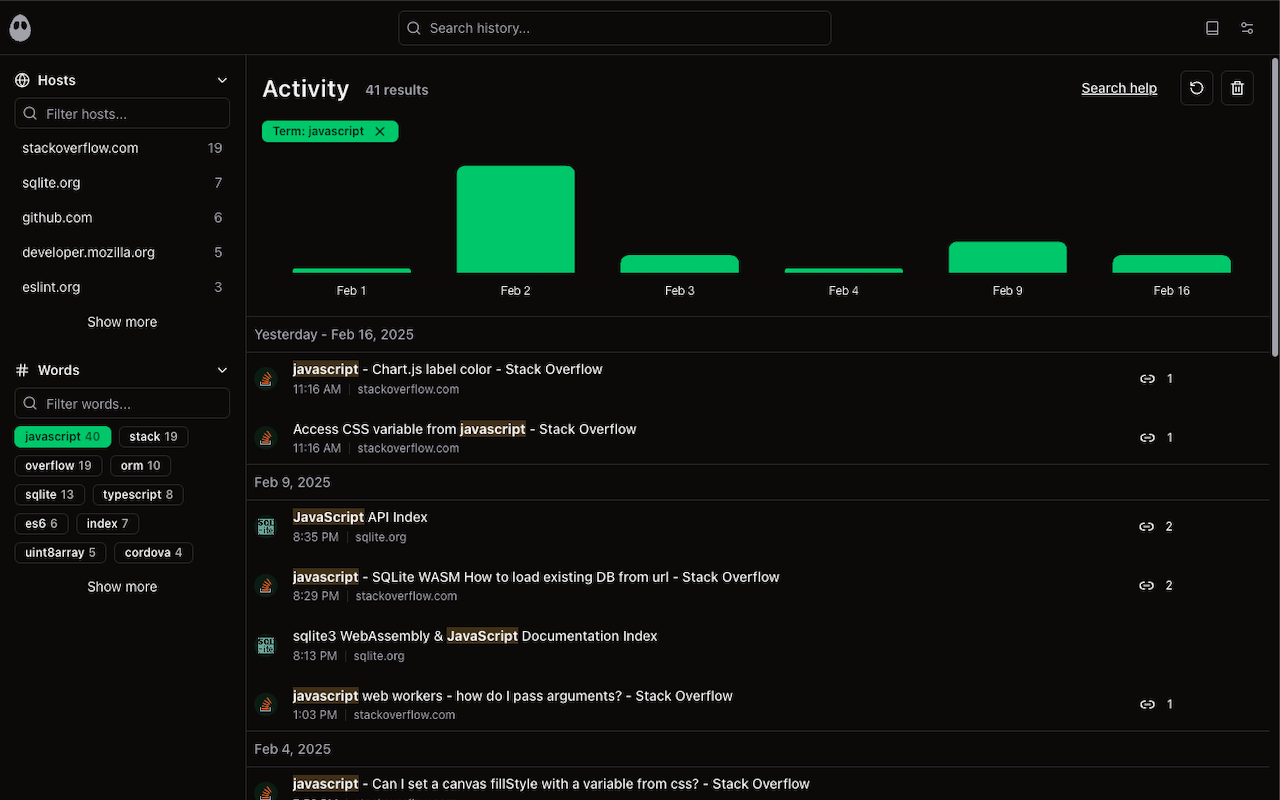 Search history...
Hosts
Filter hosts...
stackoverflow.com 19
sqlite.org 7
github.com 6
developer.mozilla.org 5
eslint.org 3
Show more
Words
Filter words...
javascript 40 stack 19
overflow 19 orm 10
sqlite 13 typescript 8
es6 6 index 7
uint8array 5 cordova 4
Show more
Activity 41 results Search help
Term: javascript
Feb 1 Feb 2 Feb 3 Feb 4 Feb 9 Feb 16
Yesterday - Feb 16, 2025
javascript - Chart.js label color - Stack Overflow
11:16 AM stackoverflow.com 1
Access CSS variable from javascript - Stack Overflow
11:16 AM stackoverflow.com 1
Feb 9, 2025
JavaScript API Index
8:35 PM sqlite.org 2
javascript - SQLite WASM How to load existing DB from url - Stack Overflow
8:29 PM stackoverflow.com 2
sqlite3 WebAssembly & JavaScript Documentation Index
8:13 PM sqlite.org
javascript web workers - how do I pass arguments? - Stack Overflow
1:03 PM stackoverflow.com 1
Feb 4, 2025
javascript - Can I set a canvas fillStyle with a variable from css? - Stack Overflow